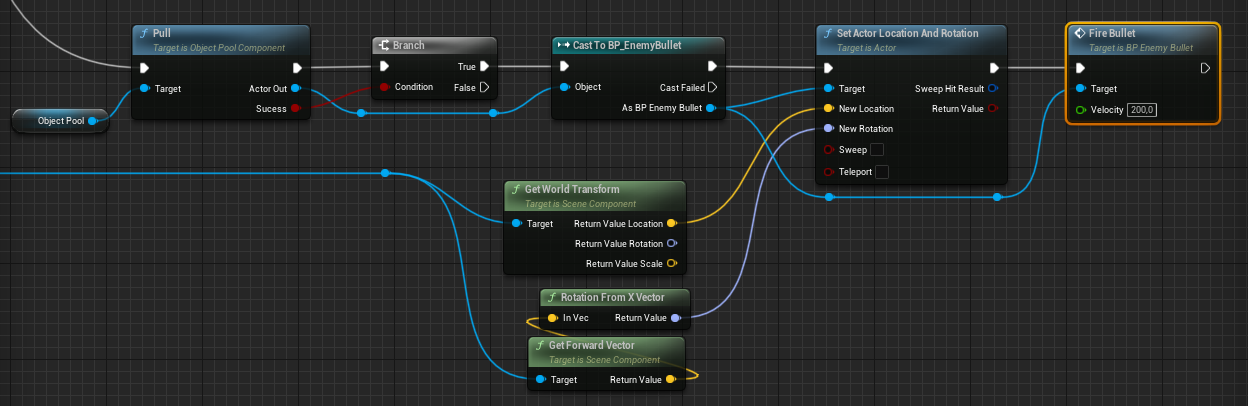 Pull
Target is Object Pool Component
Target
Actor Out
Sucess
Object Pool
Branch
True
Condition
False
Cast To BP_EnemyBullet
Object
Cast Failed
As BP Enemy Bullet
Set Actor Location And Rotation
Target is Actor
Target
Sweep Hit Result
New Location
Return Value
New Rotation
Sweep
Teleport
Fire Bullet
Target is BP Enemy Bullet
Target
Velocity 200,0
Get World Transform
Target is Scene Component
Target
Return Value Location
Return Value Rotation
Return Value Scale
Rotation From X Vector
In Vec
Return Value
Get Forward Vector
Target is Scene Component
Target
Return Value